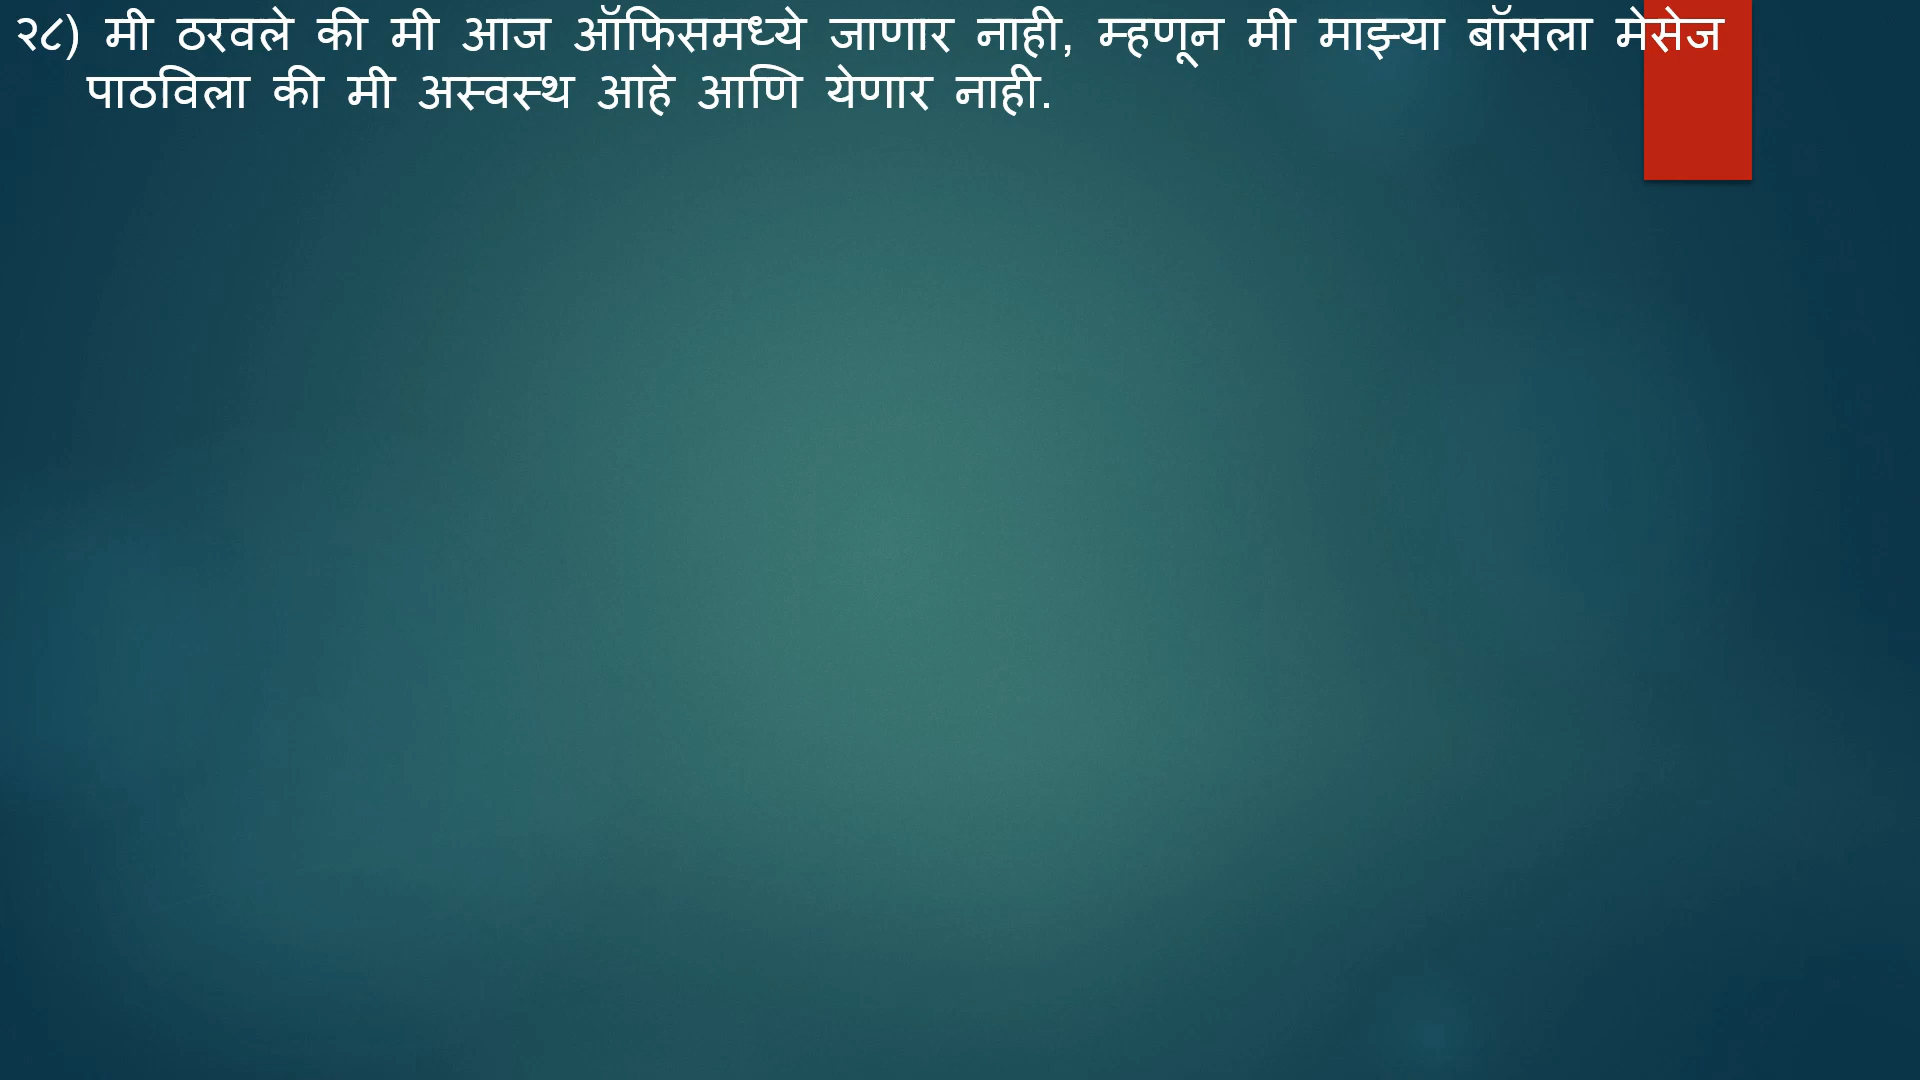 २८) मी ठरवले की मी आज ऑफिसमध्ये जाणार नाही, म्हणून मी माझ्या बॉसला मेसेज
पाठविला की मी अस्वस्थ आहे आणि येणार नाही.